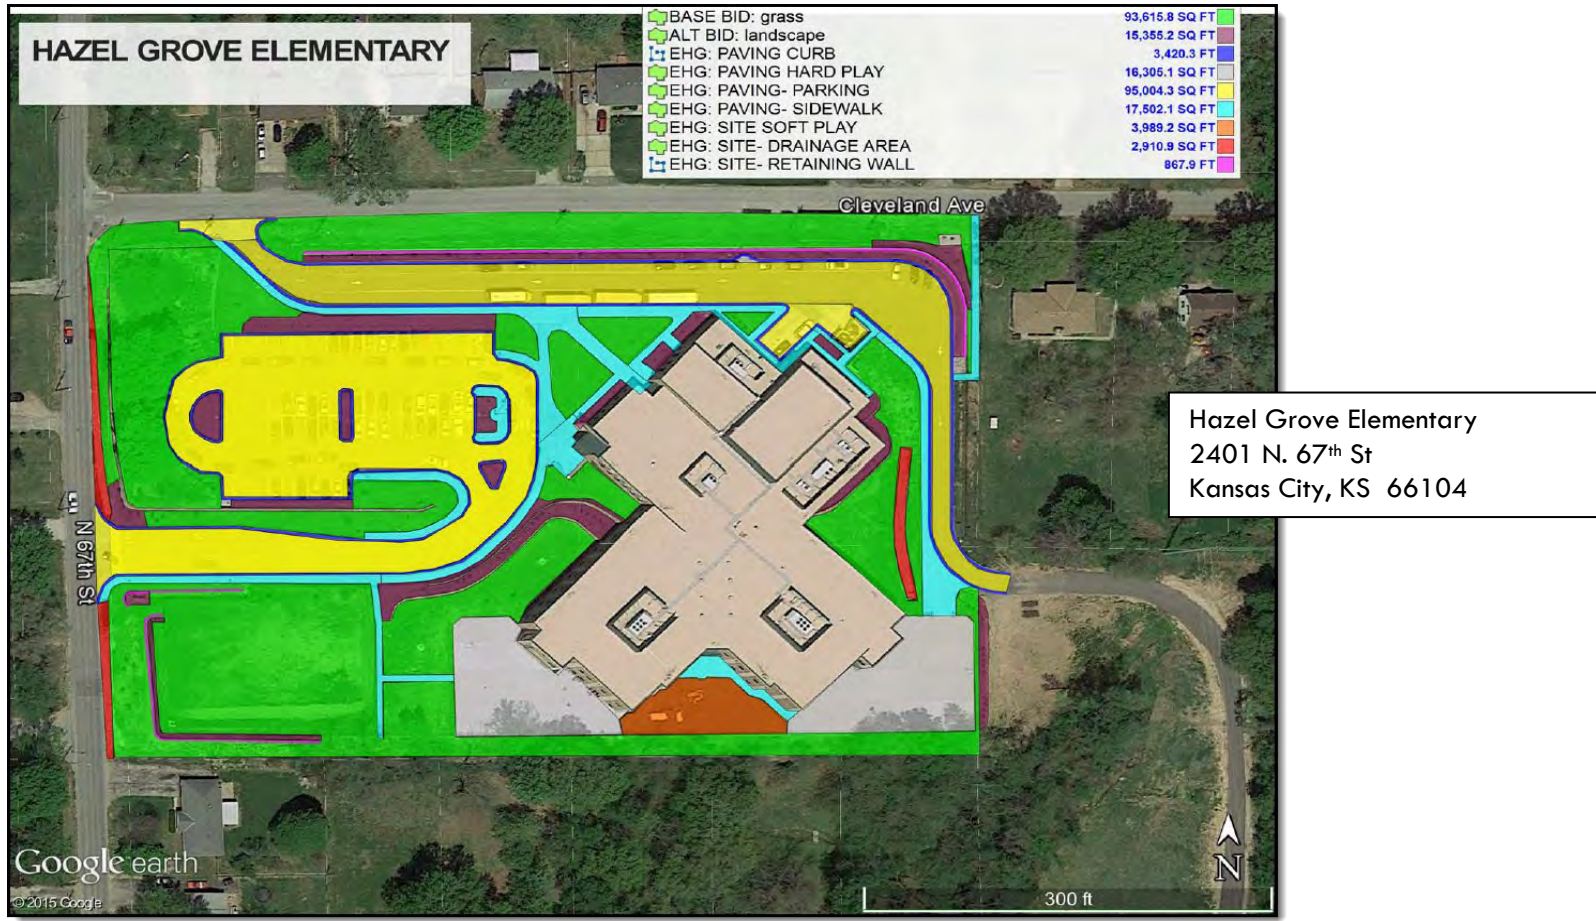 HAZEL GROVE ELEMENTARY
BASE BID: grass 93,615.8 SQ FT
ALT BID: landscape 15,355.2 SQ FT
EHG: PAVING CURB 3,420.3 FT
EHG: PAVING HARD PLAY 16,305.1 SQ FT
EHG: PAVING- PARKING 95,004.3 SQ FT
EHG: PAVING- SIDEWALK 17,502.1 SQ FT
EHG: SITE SOFT PLAY 3,989.2 SQ FT
EHG: SITE- DRAINAGE AREA 2,910.9 SQ FT
EHG: SITE- RETAINING WALL 867.9 FT
Cleveland Ave
Hazel Grove Elementary
2401 N. 67th St
Kansas City, KS 66104
N 67th St
Google earth
© 2015 Google
N
300 ft